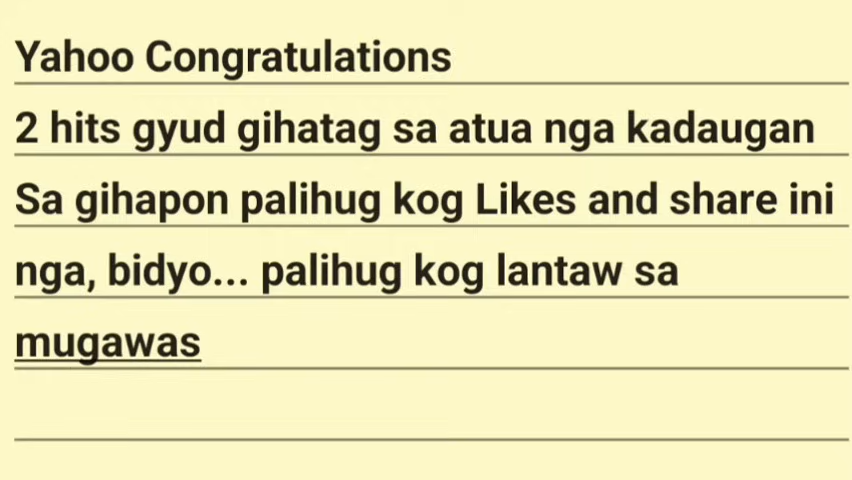 Yahoo Congratulations
2 hits gyud gihatag sa atua nga kadaugan
Sa gihapon palihug kog Likes and share ini
nga, bidyo... palihug kog lantaw sa
mugawas